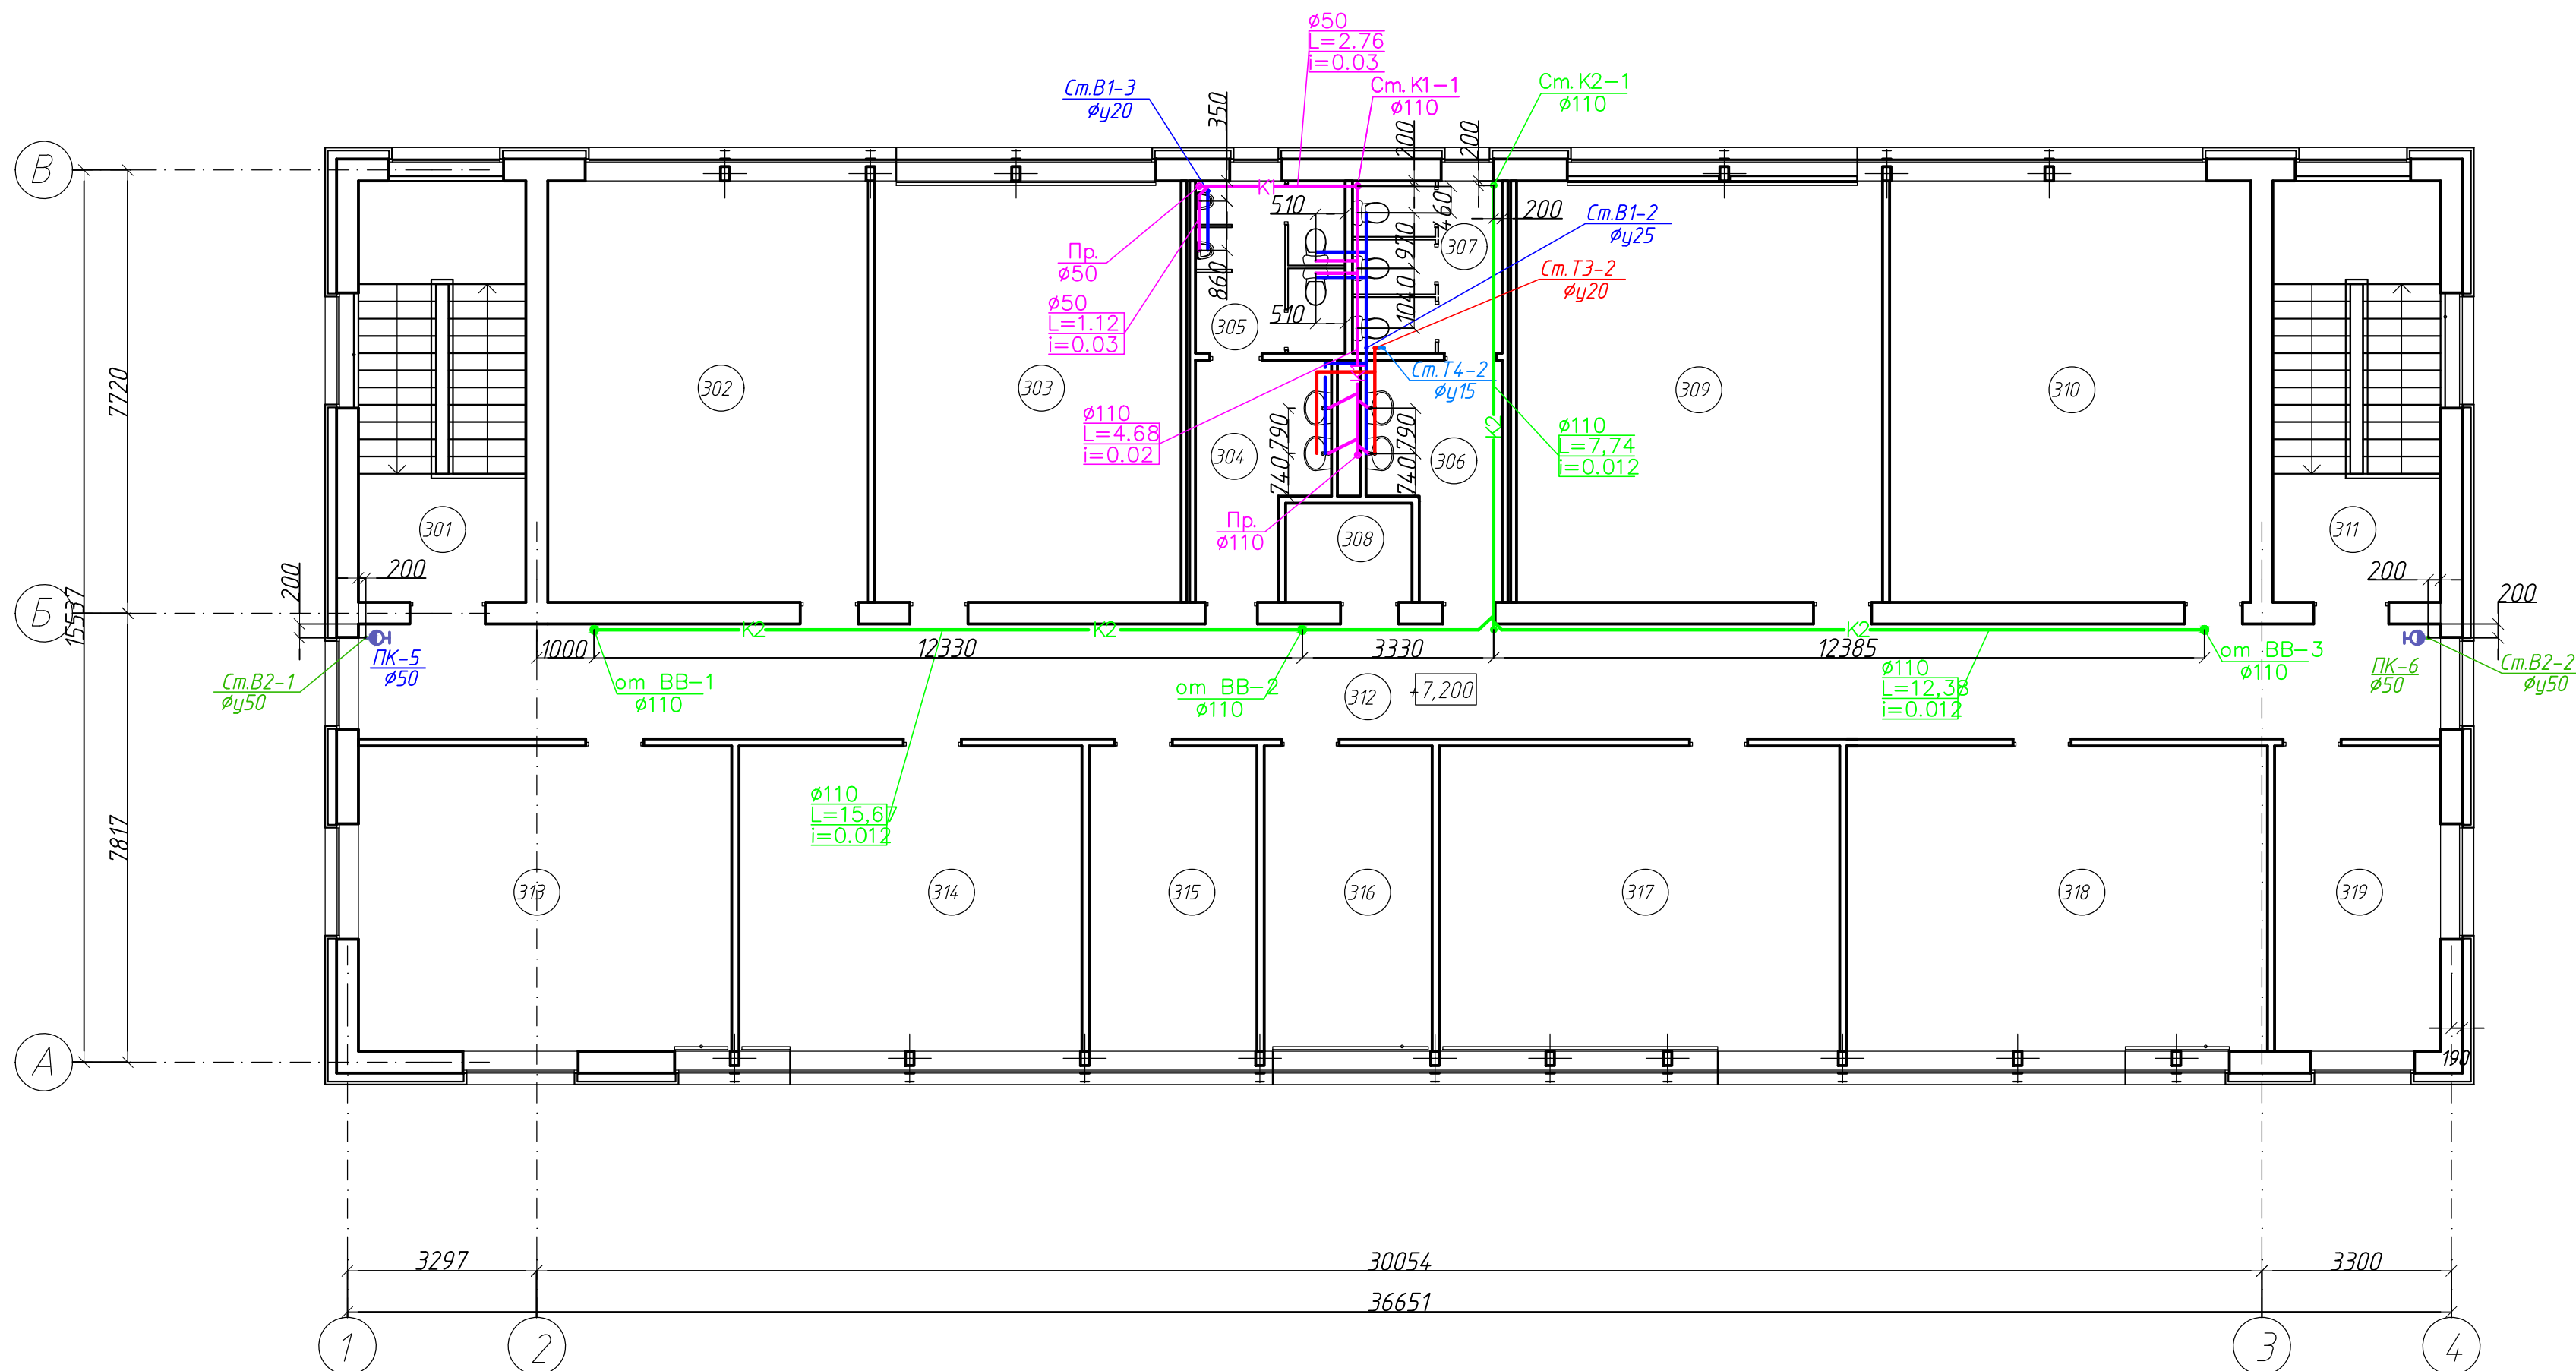 ø50
L=2.76
i=0.03
Ст.В1-3
øу20
350
Ст.К1-1
ø110
Ст.К2-1
ø110
200
200
В
К1
510
460
200
Ст.В1-2
øу25
Пр.
ø50
970
307
Ст.Т3-2
øу20
860
ø50
L=1.12
i=0.03
510
1040
305
Ст.Т4-2
øу15
7720
302
303
309
310
ø110
L=4.68
i=0.02
790
740
790
740
К2
ø110
L=7,74
i=0.012
304
306
Пр.
ø110
301
308
311
200
200
200
200
Б
15537
К2
К2
К2
1000
12330
3330
12385
ПК-5
ø50
Ст.В2-1
øу50
от ВВ-1
ø110
от ВВ-2
ø110
312
+7,200
ø110
L=12,38
i=0.012
от ВВ-3
ø110
ПК-6
ø50
Ст.В2-2
øу50
7817
ø110
L=15,67
i=0.012
313
314
315
316
317
318
319
А
190
3297
30054
3300
36651
1
2
3
4